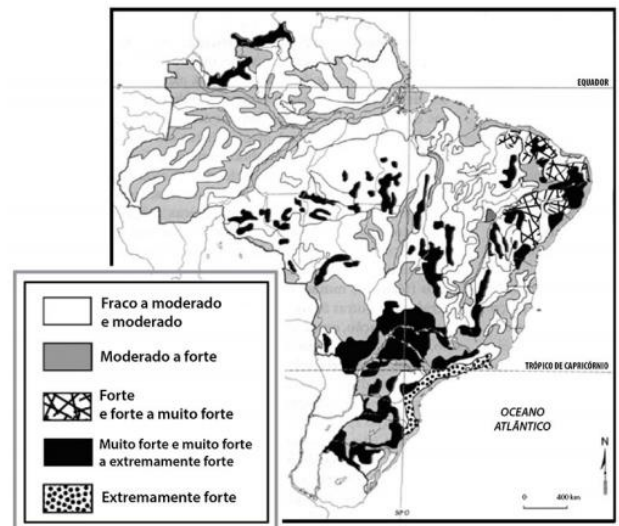 EQUADOR
TRÓPICO DE CAPRICÓRNIO
OCEANO
ATLÂNTICO
N
0 400 km
Fraco a moderado
e moderado
Moderado a forte
Forte
e forte a muito forte
Muito forte e muito forte
a extremamente forte
Extremamente forte